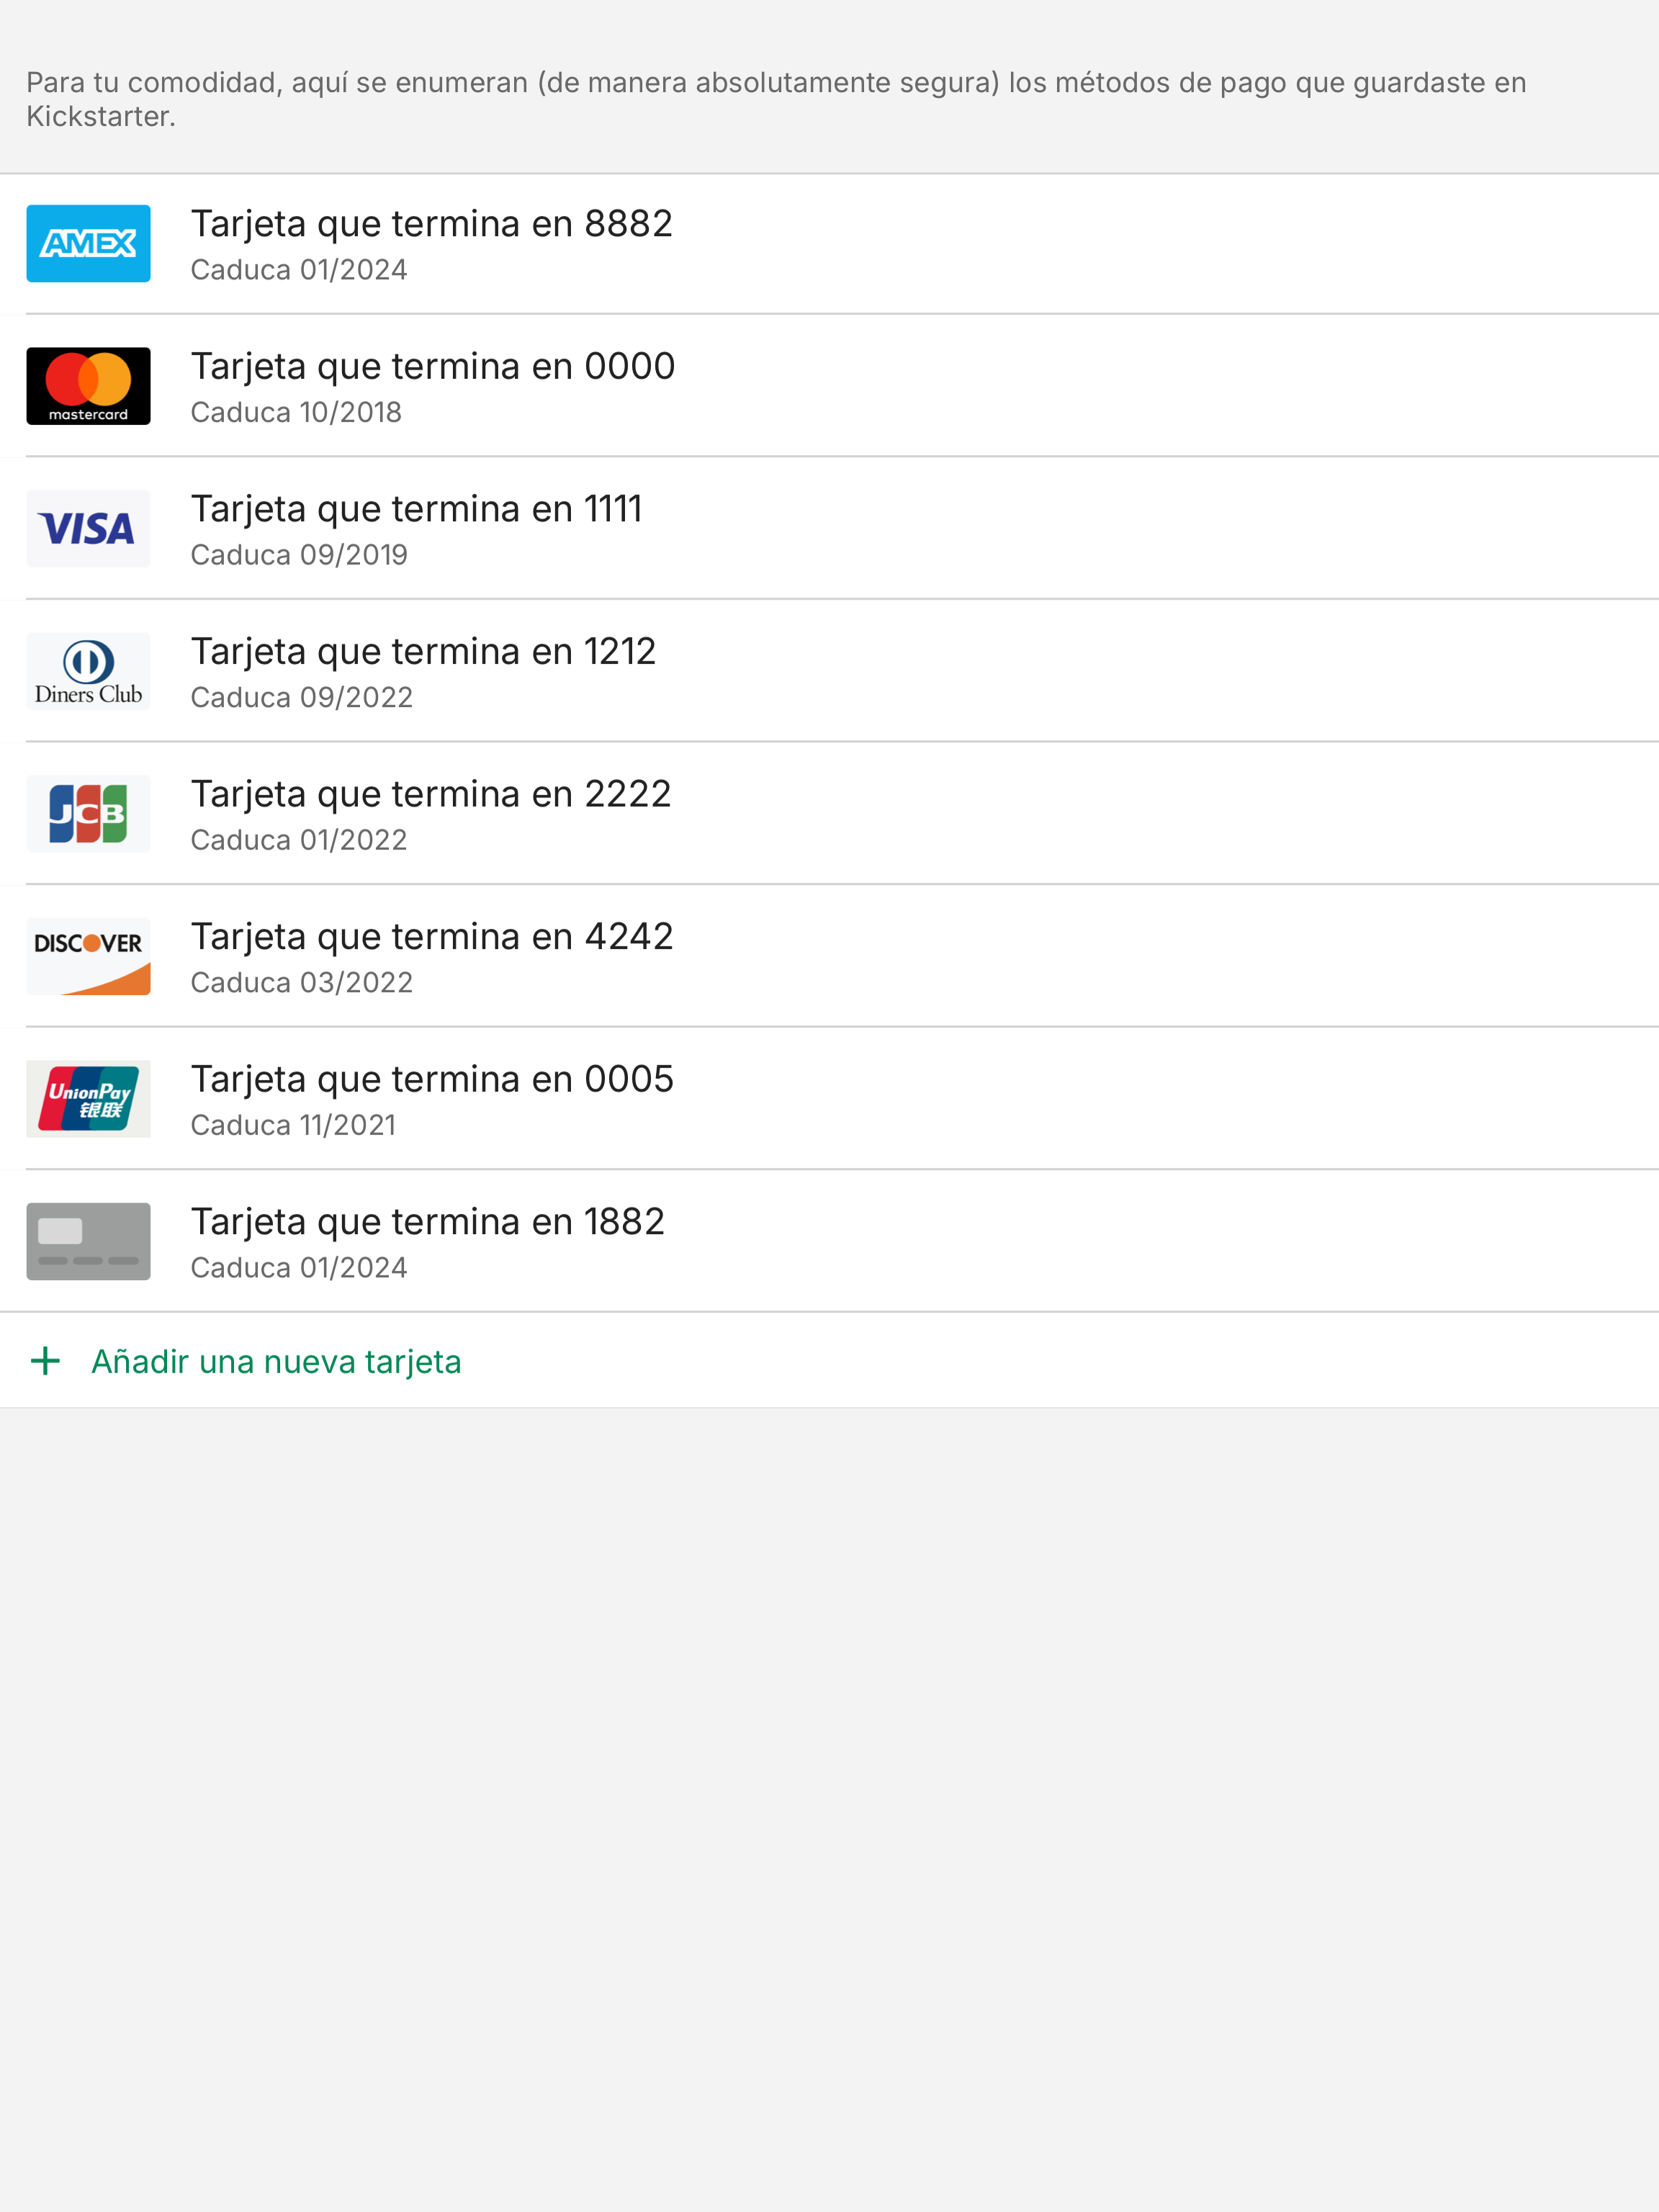 Para tu comodidad, aquí se enumeran (de manera absolutamente segura) los métodos de pago que guardaste en
Kickstarter.
AMEX
Tarjeta que termina en 8882
Caduca 01/2024
mastercard
Tarjeta que termina en 0000
Caduca 10/2018
VISA
Tarjeta que termina en 1111
Caduca 09/2019
Diners Club
Tarjeta que termina en 1212
Caduca 09/2022
JCB
Tarjeta que termina en 2222
Caduca 01/2022
DISCOVER
Tarjeta que termina en 4242
Caduca 03/2022
UnionPay
银联
Tarjeta que termina en 0005
Caduca 11/2021
Tarjeta que termina en 1882
Caduca 01/2024
+ Añadir una nueva tarjeta